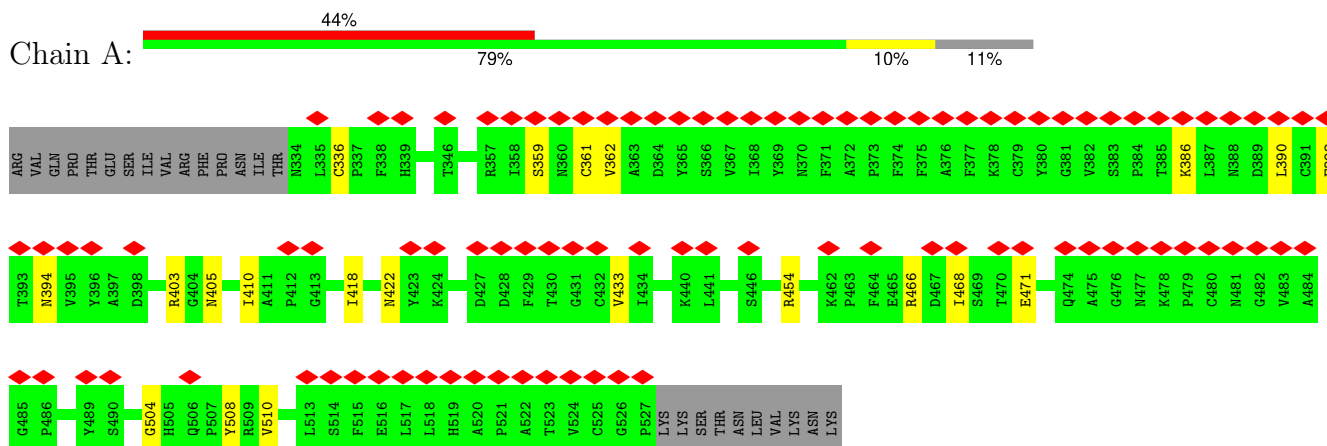 44%
Chain A:
79% 10% 11%
ARG VAL GLN PRO THR GLU SER ILE VAL ARG PHE PRO ASN ILE THR N334 L335 C336 P337 F338 H339 T346 R357 I358 S359 N360 C361 V362 A363 D364 Y365 S366 V367 I368 Y369 N370 F371 A372 P373 F374 F375 A376 F377 K378 C379 Y380 G381 V382 S383 P384 T385 K386 L387 N388 D389 L390 C391
T393 N394 V395 Y396 A397 D398 R403 G404 N405 I410 A411 P412 G413 I418 N422 Y423 K424 D427 D428 F429 T430 G431 C432 V433 I434 K440 L441 S446 R454 K462 P463 F464 E465 R466 D467 I468 S469 T470 E471 Q474 A475 G476 N477 K478 P479 C480 N481 G482 V483 A484
G485 P486 Y489 S490 G504 H505 Q506 P507 Y508 R509 V510 L513 S514 F515 E516 L517 L518 H519 A520 P521 A522 T523 V524 C525 G526 P527 LYS LYS SER THR ASN LEU VAL LYS ASN LYS